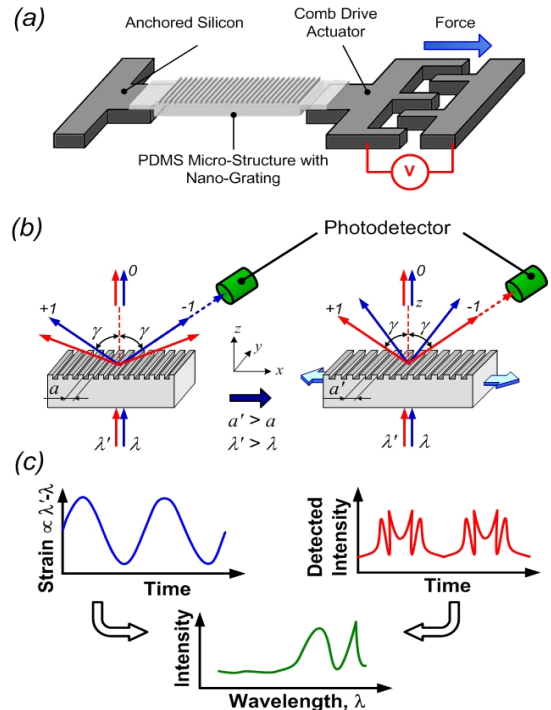 (a)
Anchored Silicon
Comb Drive
Actuator
Force
PDMS Micro-Structure with
Nano-Grating
V
(b)
Photodetector
0
+1
-1
γ
γ
a
λ'
λ
z
y
x
a' > a
λ' > λ
0
z
+1
-1
γ
γ
a'
λ'
λ
(c)
Strain ∝ λ'-λ
Time
Detected
Intensity
Time
Intensity
Wavelength, λ